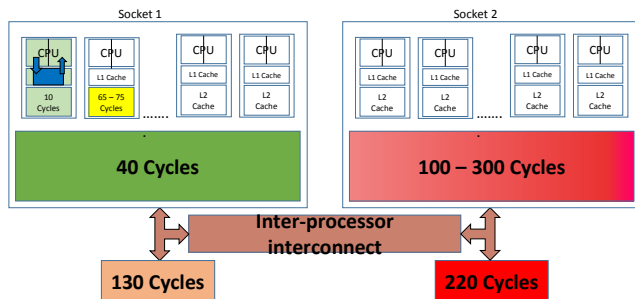 Socket 1
Socket 2
CPU
CPU
CPU
CPU
CPU
CPU
CPU
CPU
L1 Cache
L1 Cache
L1 Cache
L1 Cache
L1 Cache
L1 Cache
L1 Cache
10
Cycles
65 – 75
Cycles
L2
Cache
L2
Cache
L2
Cache
L2
Cache
L2
Cache
L2
Cache
........
.......
40 Cycles
100 – 300 Cycles
Inter-processor
interconnect
130 Cycles
220 Cycles